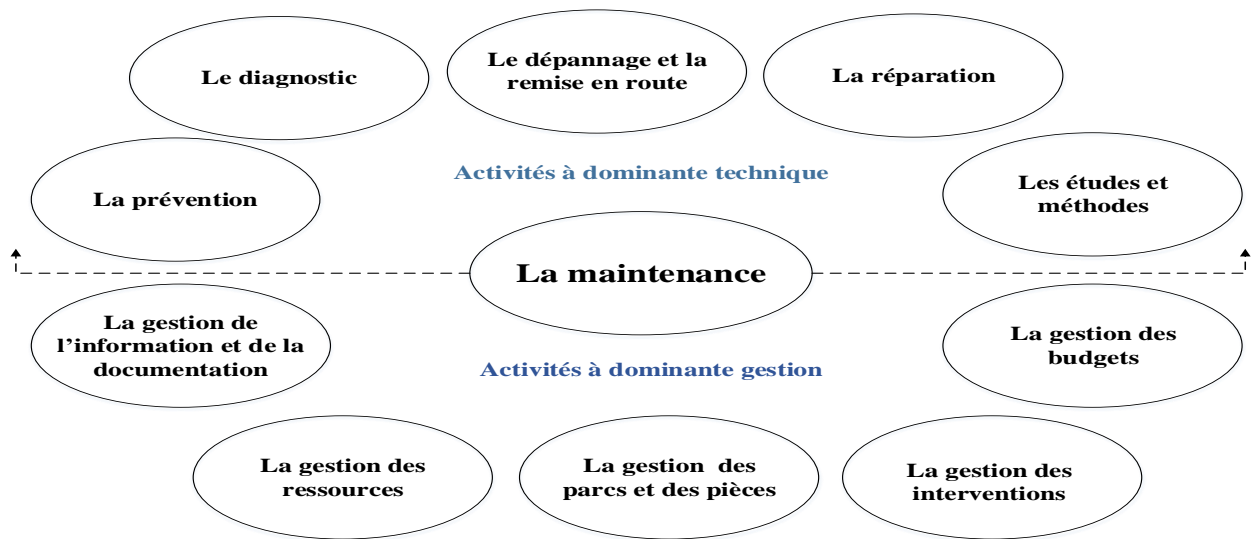 Le diagnostic
Le dépannage et la
remise en route
La réparation
La prévention
Activités à dominante technique
Les études et
méthodes
La maintenance
La gestion de
l’information et de la
documentation
Activités à dominante gestion
La gestion des
budgets
La gestion des
ressources
La gestion des
parcs et des pièces
La gestion des
interventions